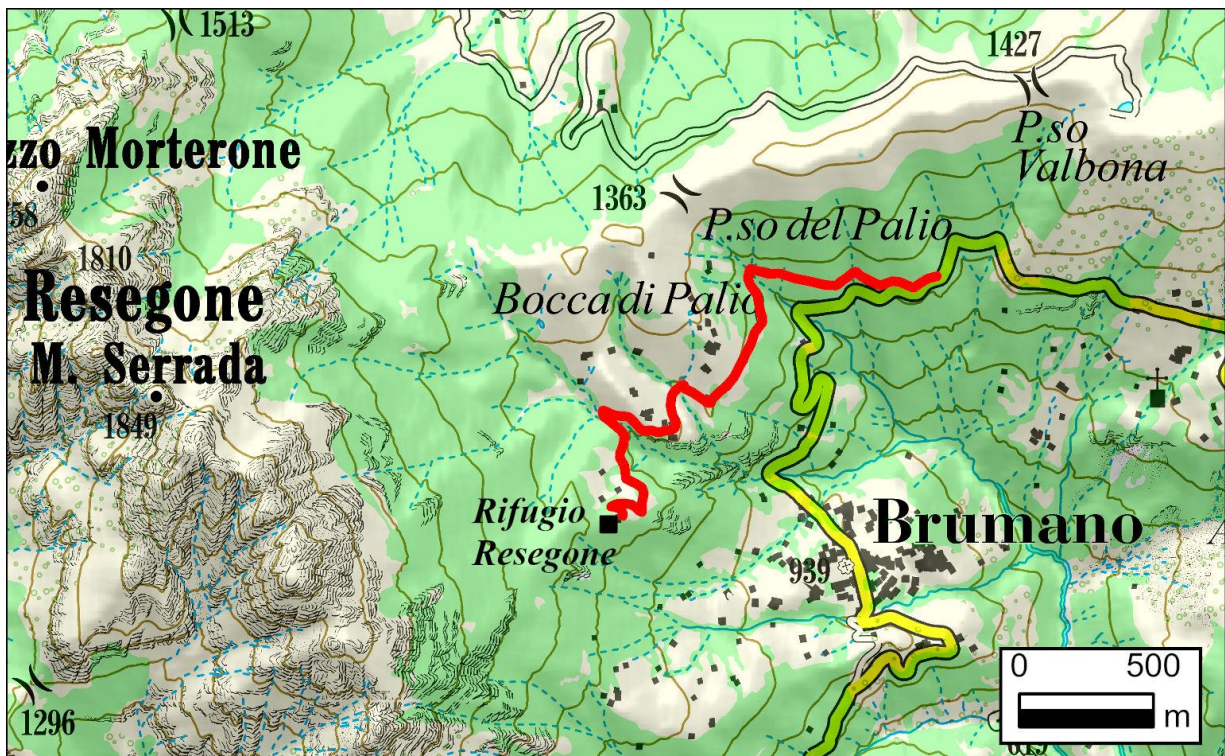 1513
1427
zzo Morterone
P.so
Valbona
58
1363
P.so del Palio
1810
Bocca di Palio
Resegone
M. Serrada
1849
Rifugio
Resegone
Brumano
939
1296
0 500
m